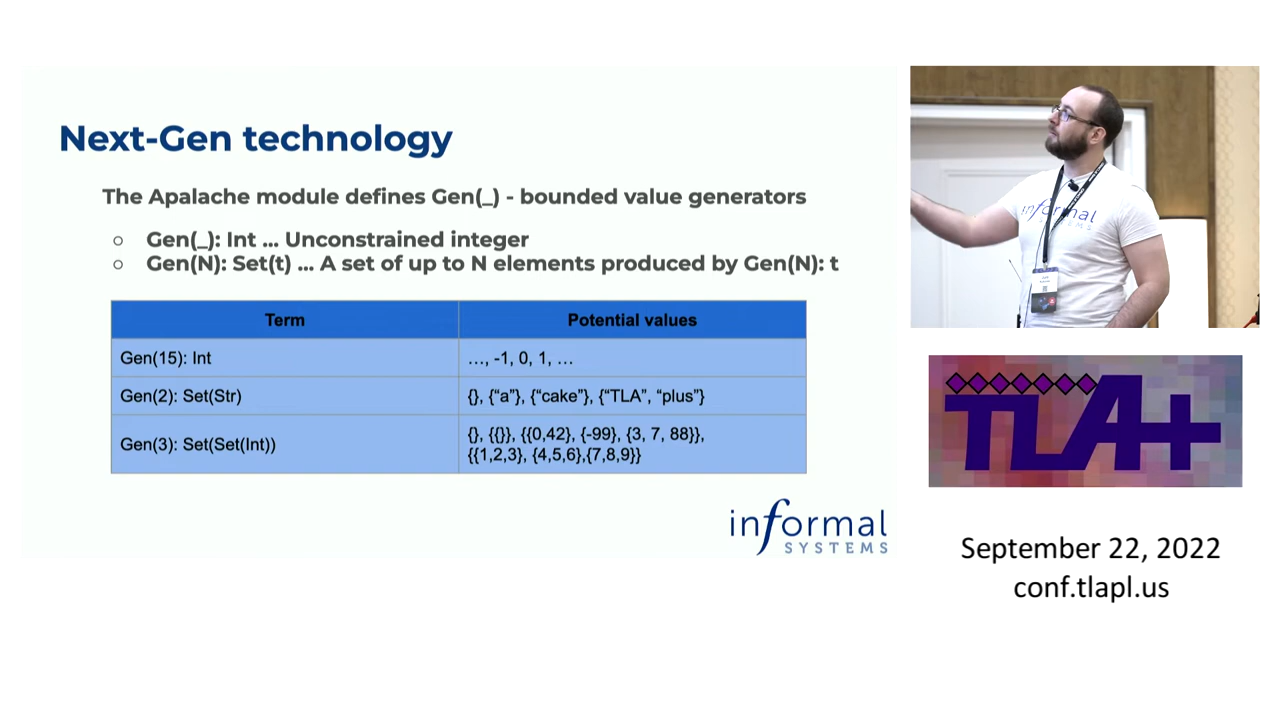 Next-Gen technology
The Apalache module defines Gen(_) - bounded value generators
○ Gen(_): Int ... Unconstrained integer
○ Gen(N): Set(t) ... A set of up to N elements produced by Gen(N): t
Term Potential values
Gen(15): Int …, -1, 0, 1, …
Gen(2): Set(Str) {}, {“a”}, {“cake”}, {“TLA”, “plus”}
Gen(3): Set(Set(Int)) {}, {{}}, {{0,42}, {-99}, {3, 7, 88}},
{{1,2,3}, {4,5,6},{7,8,9}}
informal
SYSTEMS
informal
SYSTEMS
TLA+
September 22, 2022
conf.tlapl.us